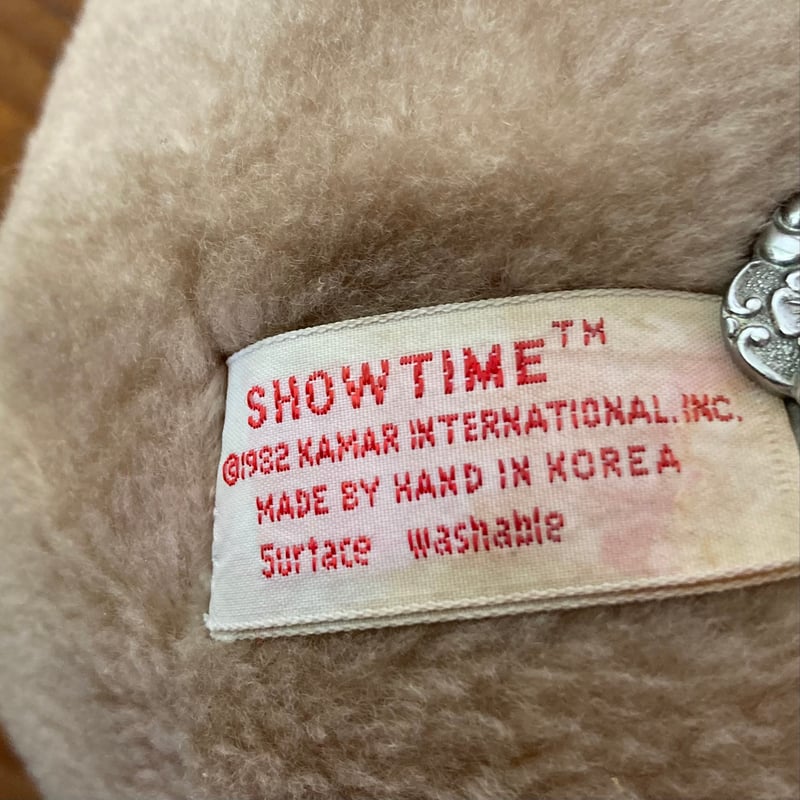 SHOWTIME™
©1982 KAMAR INTERNATIONAL. INC.
MADE BY HAND IN KOREA
Surface washable